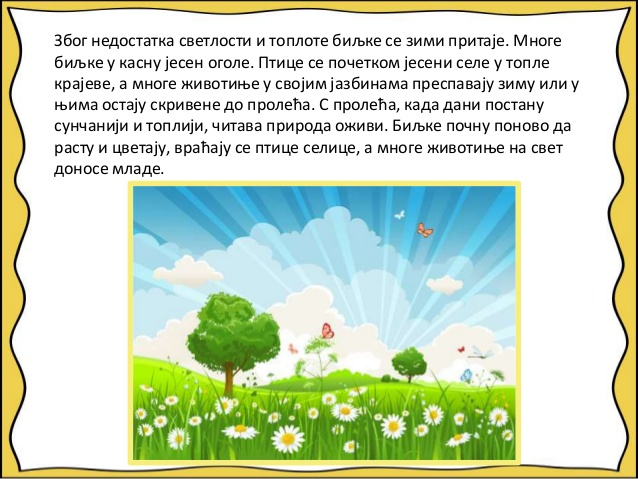 Због недостатка светлости и топлоте биљке се зими притаје. Многе
биљке у касну јесен оголе. Птице се почетком јесени селе у топле
крајеве, а многе животиње у својим јазбинама преспавају зиму или у
њима остају скривене до пролећа. С пролећа, када дани постану
сунчанији и топлији, читава природа оживи. Биљке почну поново да
расту и цветају, враћају се птице селице, а многе животиње на свет
доносе младе.